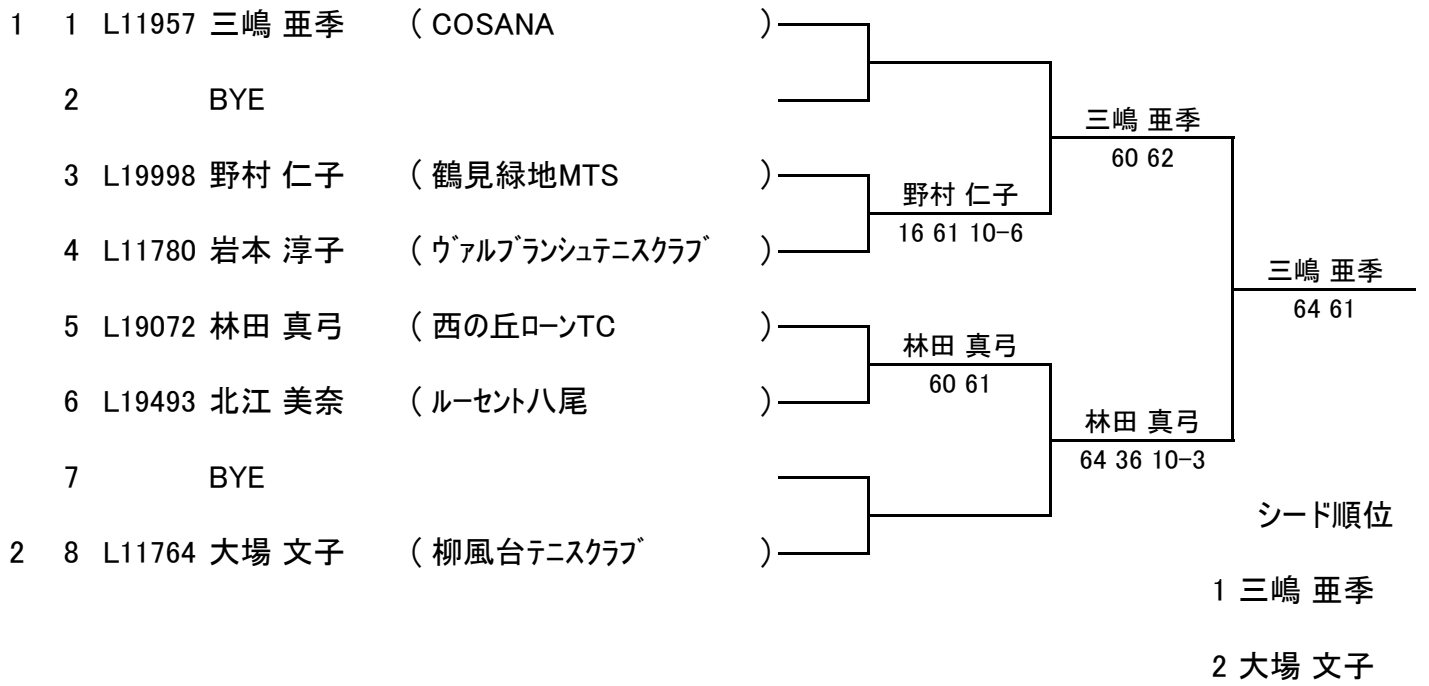 1 1 L11957 三嶋 亜季 ( COSANA )
2 BYE
三嶋 亜季
60 62
3 L19998 野村 仁子 ( 鶴見緑地MTS )
野村 仁子
16 61 10-6
4 L11780 岩本 淳子 ( ヴァルブランシュテニスクラブ )
三嶋 亜季
64 61
5 L19072 林田 真弓 ( 西の丘ローンTC )
林田 真弓
60 61
6 L19493 北江 美奈 ( ルーセント八尾 )
林田 真弓
64 36 10-3
7 BYE
シード順位
2 8 L11764 大場 文子 ( 柳風台テニスクラブ )
1 三嶋 亜季
2 大場 文子